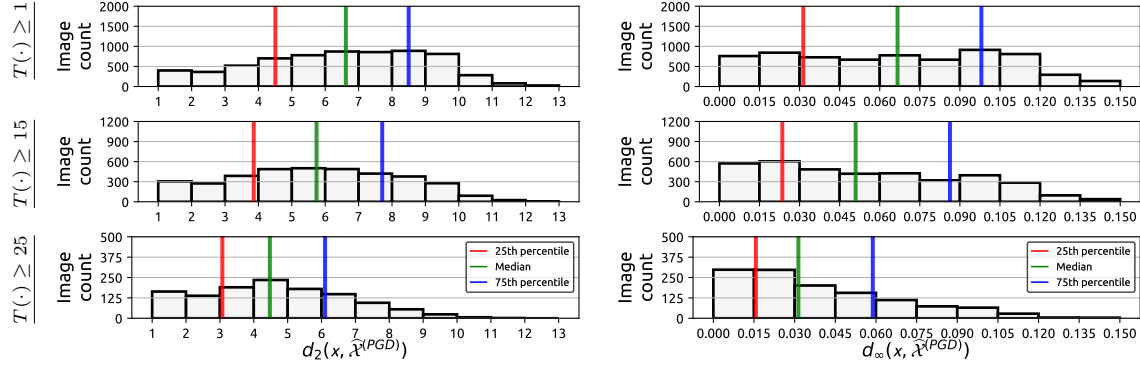 T(·) ≥ 1
Image count
2000
1500
1000
500
0
1 2 3 4 5 6 7 8 9 10 11 12 13
Image count
2000
1500
1000
500
0
0.000 0.015 0.030 0.045 0.060 0.075 0.090 0.105 0.120 0.135 0.150
T(·) ≥ 15
Image count
1200
900
600
300
0
1 2 3 4 5 6 7 8 9 10 11 12 13
Image count
1200
900
600
300
0
0.000 0.015 0.030 0.045 0.060 0.075 0.090 0.105 0.120 0.135 0.150
T(·) ≥ 25
Image count
500
375
250
125
0
25th percentile
Median
75th percentile
1 2 3 4 5 6 7 8 9 10 11 12 13
d₂(x, X̂^(PGD))
Image count
500
375
250
125
0
25th percentile
Median
75th percentile
0.000 0.015 0.030 0.045 0.060 0.075 0.090 0.105 0.120 0.135 0.150
d∞(x, X̂^(PGD))